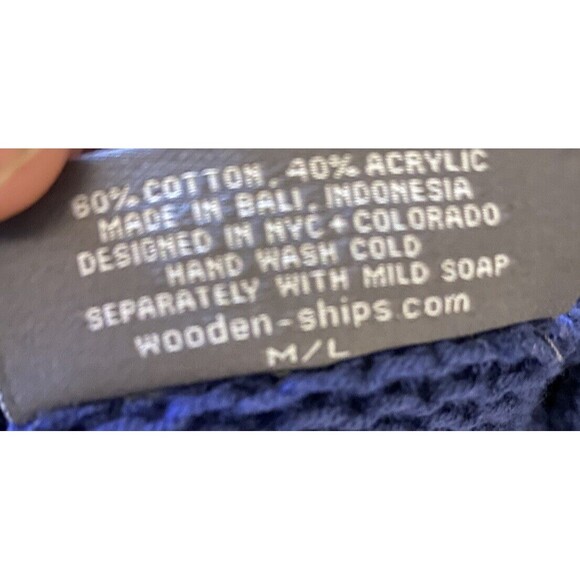 60% COTTON. 40% ACRYLIC
MADE IN BALI. INDONESIA
DESIGNED IN NYC + COLORADO
HAND WASH COLD
SEPARATELY WITH MILD SOAP
wooden-ships.com
M/L